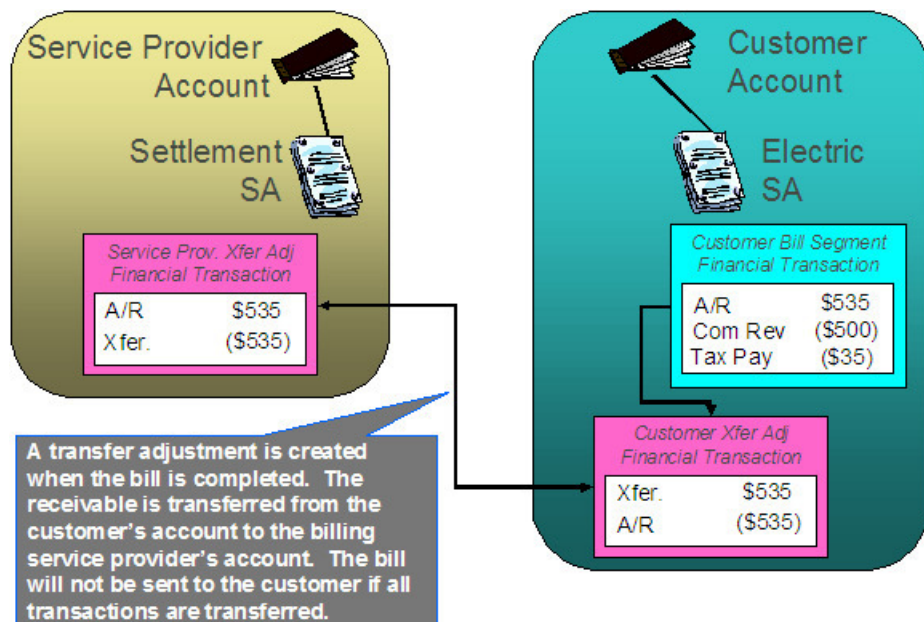 Service Provider
Account
Settlement
SA
Service Prov. Xfer Adj
Financial Transaction
A/R $535
Xfer. ($535)
Customer
Account
Electric
SA
Customer Bill Segment
Financial Transaction
A/R $535
Com Rev ($500)
Tax Pay ($35)
Customer Xfer Adj
Financial Transaction
Xfer. $535
A/R ($535)
A transfer adjustment is created
when the bill is completed. The
receivable is transferred from the
customer's account to the billing
service provider's account. The bill
will not be sent to the customer if all
transactions are transferred.